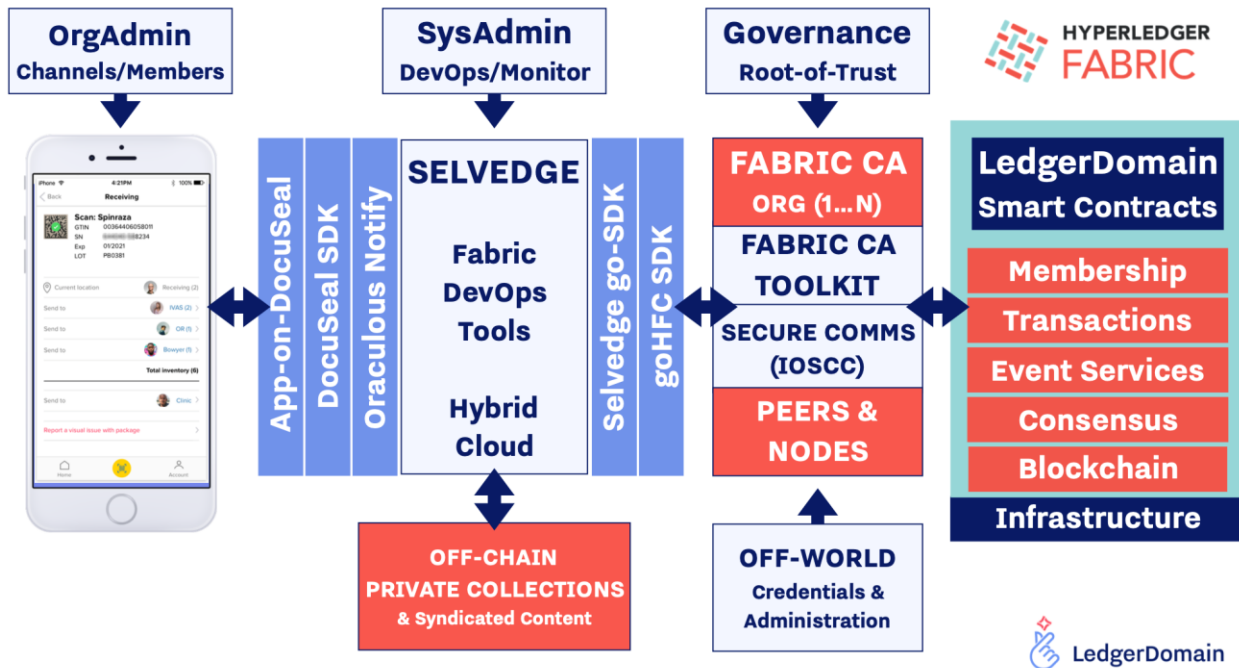 OrgAdmin
Channels/Members
SysAdmin
DevOps/Monitor
Governance
Root-of-Trust
HYPERLEDGER
FABRIC
iPhone
4:21PM
100%
Back
Receiving
Scan: Spinraza
GTIN 00364406058011
SN 8234
Exp 01/2021
LOT PB0381
Current location
Receiving (2)
Send to
IVAS (2)
Send to
OR (1)
Send to
Bowyer (1)
Total inventory (6)
Send to
Clinic
Report a visual issue with package
Home
Account
App-on-DocuSeal
DocuSeal SDK
Oraculous Notify
SELVEDGE
Fabric
DevOps
Tools
Hybrid
Cloud
Selvedge go-SDK
goHFC SDK
FABRIC CA
ORG (1...N)
FABRIC CA
TOOLKIT
SECURE COMMS
(IOSCC)
PEERS &
NODES
LedgerDomain
Smart Contracts
Membership
Transactions
Event Services
Consensus
Blockchain
Infrastructure
OFF-CHAIN
PRIVATE COLLECTIONS
& Syndicated Content
OFF-WORLD
Credentials &
Administration
LedgerDomain